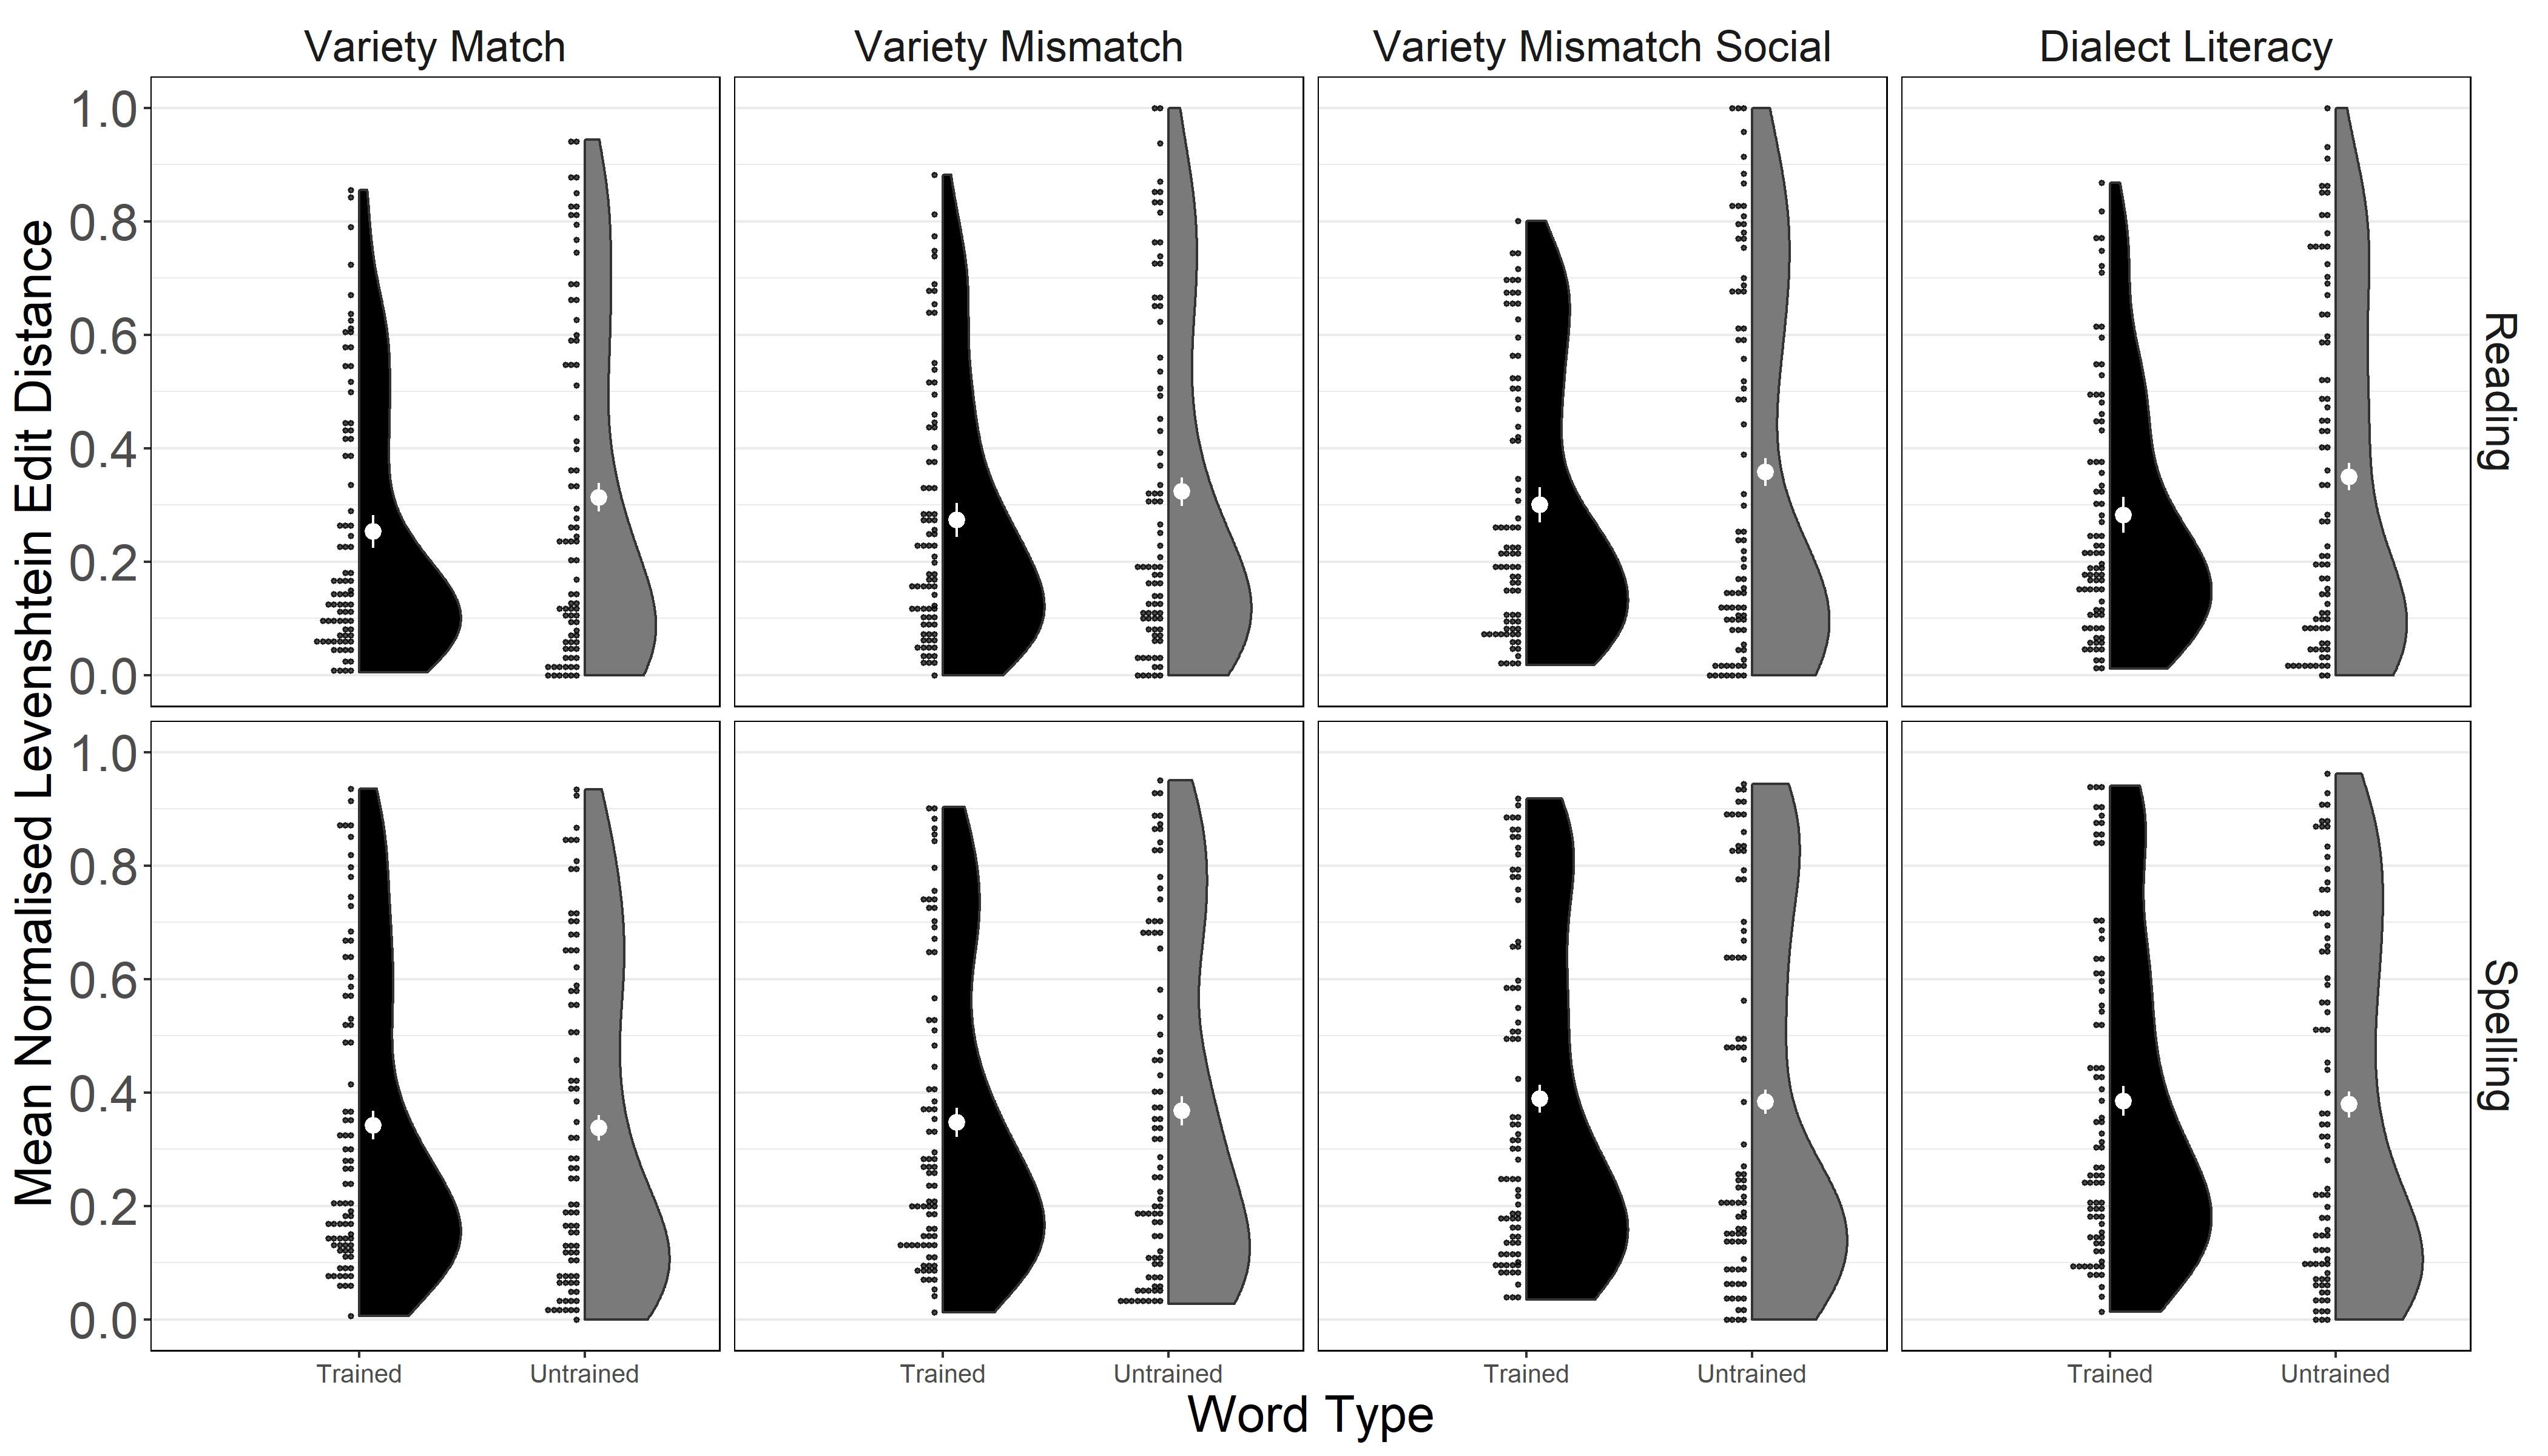 Variety Match
Variety Mismatch
Variety Mismatch Social
Dialect Literacy
Mean Normalised Levenshtein Edit Distance
1.0
0.8
0.6
0.4
0.2
0.0
Reading
1.0
0.8
0.6
0.4
0.2
0.0
Spelling
Trained
Untrained
Trained
Untrained
Trained
Untrained
Trained
Untrained
Word Type